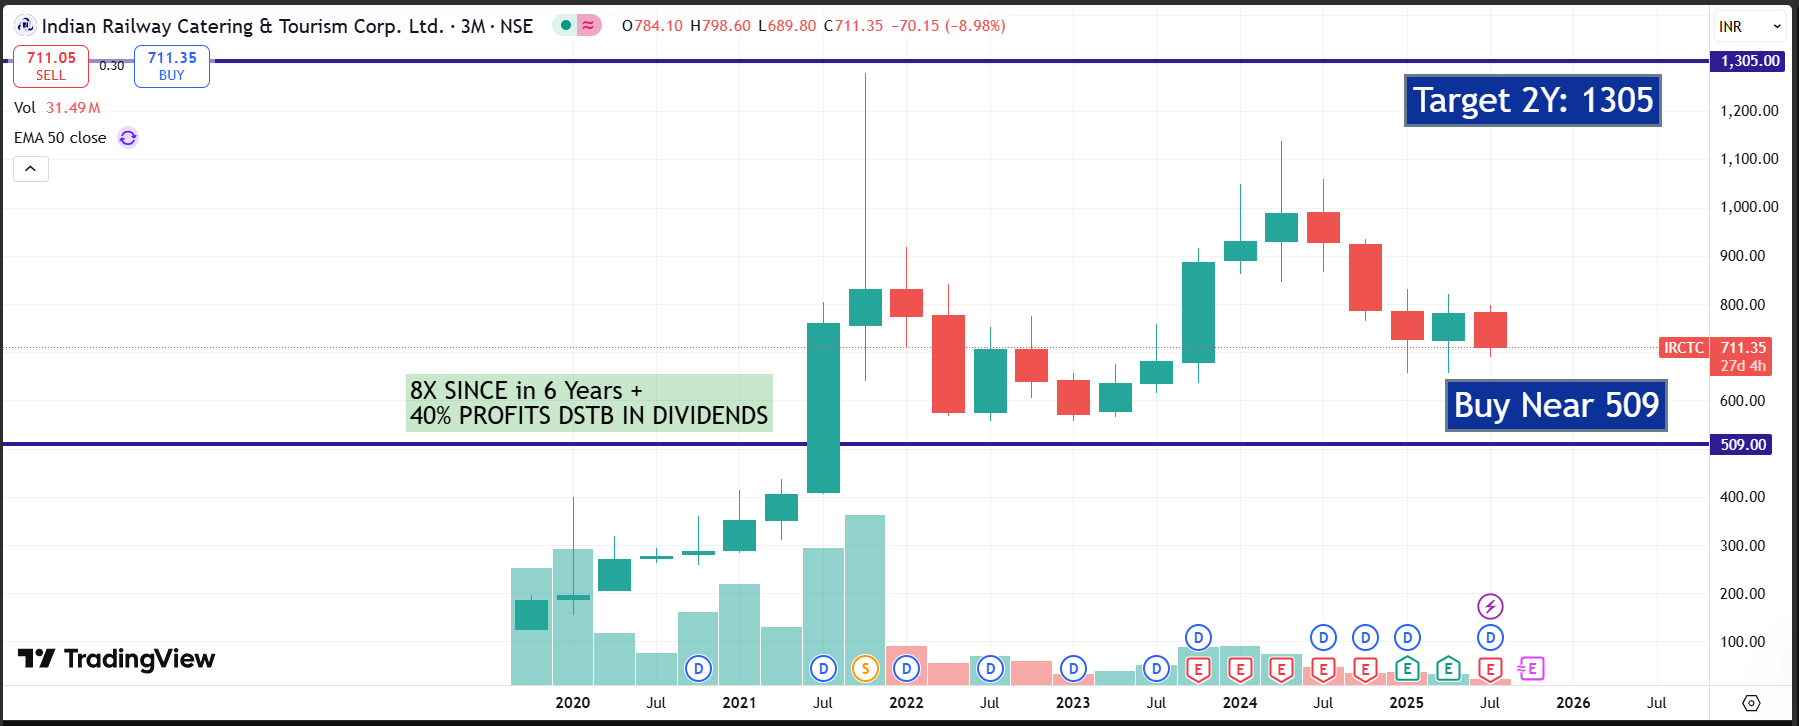 Indian Railway Catering & Tourism Corp. Ltd. · 3M · NSE
O784.10 H798.60 L689.80 C711.35 −70.15 (−8.98%)
INR
711.05
SELL
0.30
711.35
BUY
1,305.00
Vol 31.49M
EMA 50 close
Target 2Y: 1305
1,200.00
1,100.00
1,000.00
900.00
800.00
IRCTC
711.35
27d 4h
8X SINCE in 6 Years +
40% PROFITS DSTB IN DIVIDENDS
Buy Near 509
600.00
509.00
400.00
300.00
200.00
100.00
D D D D D
TradingView
D D S D D D D E E E E E E E E E
2020 Jul 2021 Jul 2022 Jul 2023 Jul 2024 Jul 2025 Jul 2026 Jul